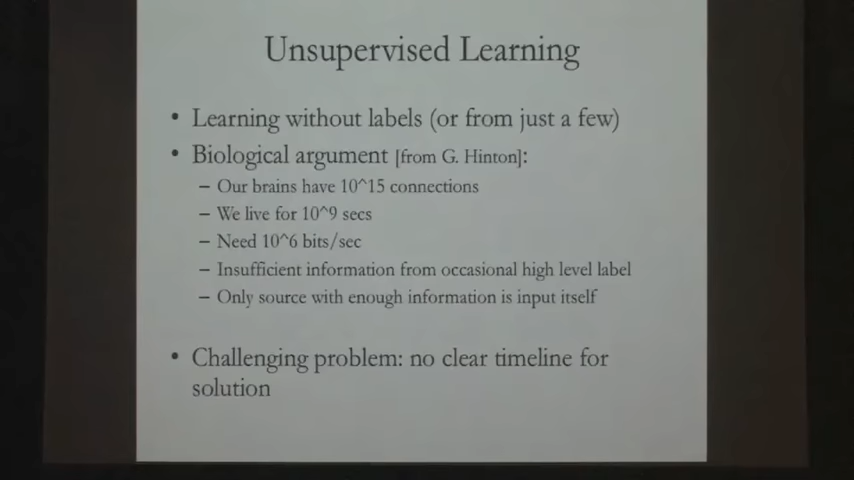 Unsupervised Learning
• Learning without labels (or from just a few)
• Biological argument [from G. Hinton]:
– Our brains have 10^15 connections
– We live for 10^9 secs
– Need 10^6 bits/sec
– Insufficient information from occasional high level label
– Only source with enough information is input itself
• Challenging problem: no clear timeline for
solution